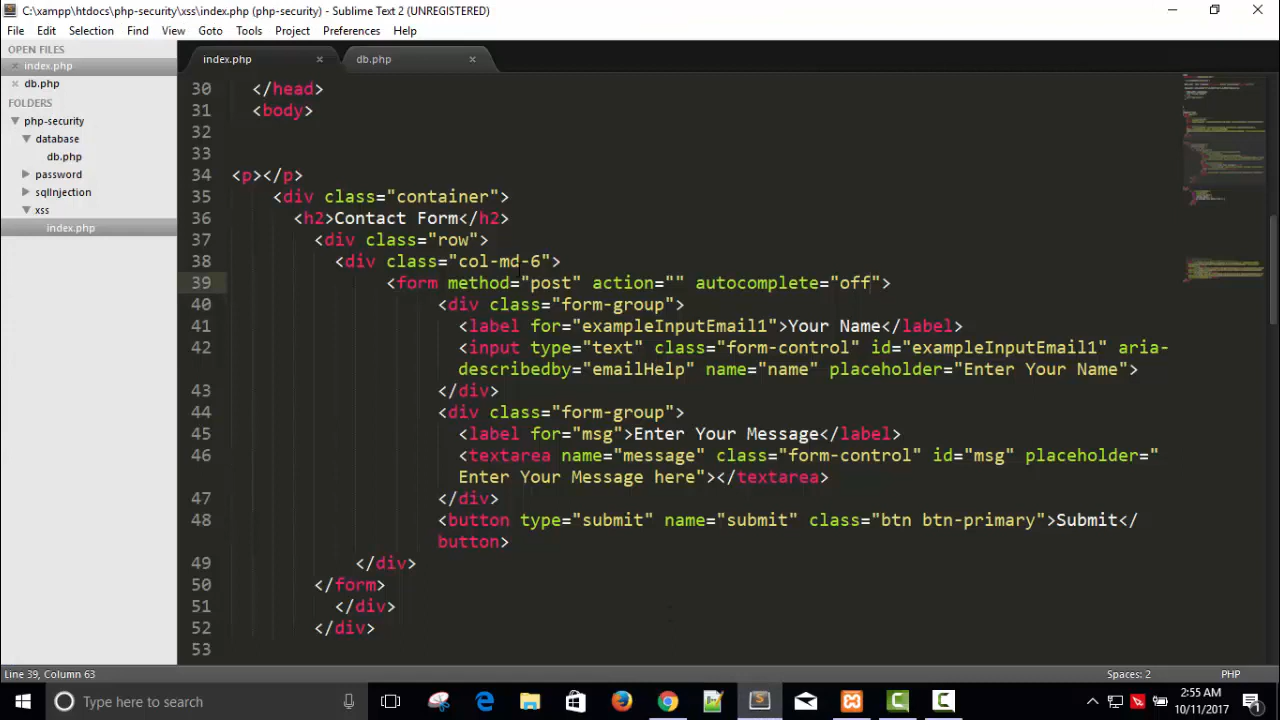 C:\xampp\htdocs\php-security\xss\index.php (php-security) - Sublime Text 2 (UNREGISTERED)
File Edit Selection Find View Goto Tools Project Preferences Help
OPEN FILES
index.php
db.php
FOLDERS
php-security
database
db.php
password
sqlInjection
xss
index.php
index.php
db.php
30 </head>
31 <body>
32
33
34 <p></p>
35 <div class="container">
36 <h2>Contact Form</h2>
37 <div class="row">
38 <div class="col-md-6">
39 <form method="post" action="" autocomplete="off">
40 <div class="form-group">
41 <label for="exampleInputEmail1">Your Name</label>
42 <input type="text" class="form-control" id="exampleInputEmail1" aria-
describedby="emailHelp" name="name" placeholder="Enter Your Name">
43 </div>
44 <div class="form-group">
45 <label for="msg">Enter Your Message</label>
46 <textarea name="message" class="form-control" id="msg" placeholder="
Enter Your Message here"></textarea>
47 </div>
48 <button type="submit" name="submit" class="btn btn-primary">Submit</
button>
49 </div>
50 </form>
51 </div>
52 </div>
53
Line 39, Column 63
Spaces: 2
PHP
Type here to search
2:55 AM
10/11/2017
1